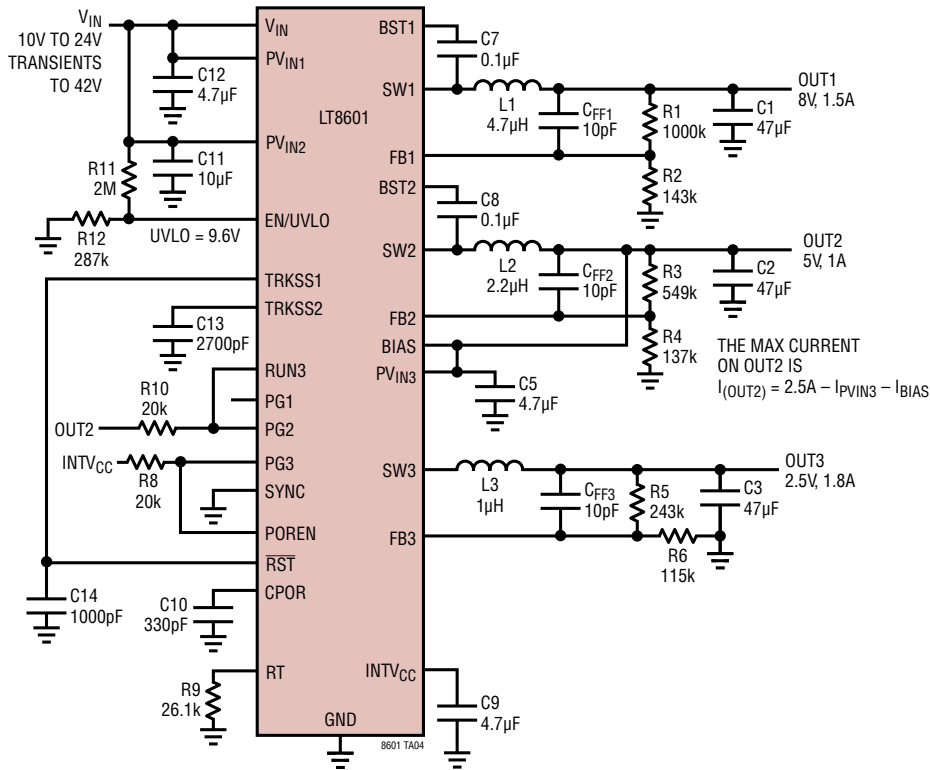 VIN
10V TO 24V
TRANSIENTS
TO 42V
VIN
PVIN1
C12
4.7µF
LT8601
PVIN2
C11
10µF
R11
2M
EN/UVLO
UVLO = 9.6V
R12
287k
TRKSS1
TRKSS2
C13
2700pF
RUN3
R10
20k
PG1
OUT2
PG2
INTVCC
PG3
R8
20k
SYNC
POREN
RST
C14
1000pF
C10
330pF
CPOR
RT
R9
26.1k
GND
BST1
C7
0.1µF
SW1
L1
4.7µH
CFF1
10pF
R1
1000k
C1
47µF
OUT1
8V, 1.5A
FB1
R2
143k
BST2
C8
0.1µF
SW2
L2
2.2µH
CFF2
10pF
R3
549k
C2
47µF
OUT2
5V, 1A
FB2
BIAS
R4
137k
THE MAX CURRENT
ON OUT2 IS
I(OUT2) = 2.5A – IPVIN3 – IBIAS
PVIN3
C5
4.7µF
SW3
L3
1µH
CFF3
10pF
R5
243k
C3
47µF
OUT3
2.5V, 1.8A
FB3
R6
115k
INTVCC
C9
4.7µF
8601 TA04